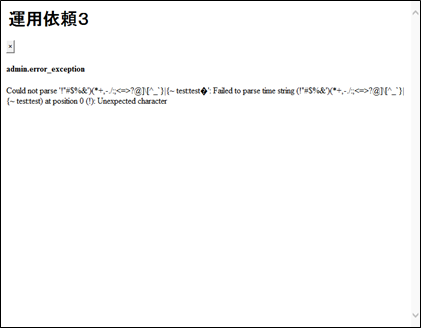 運用依頼3
×
admin.error_exception
Could not parse '!"#$%&')(*+,-./:;<=>?@]\[^_`}|{~ test:test�': Failed to parse time string (!"#$%&')(*+,-./:;<=>?@]\[^_`}|
{~ test:test) at position 0 (!): Unexpected character